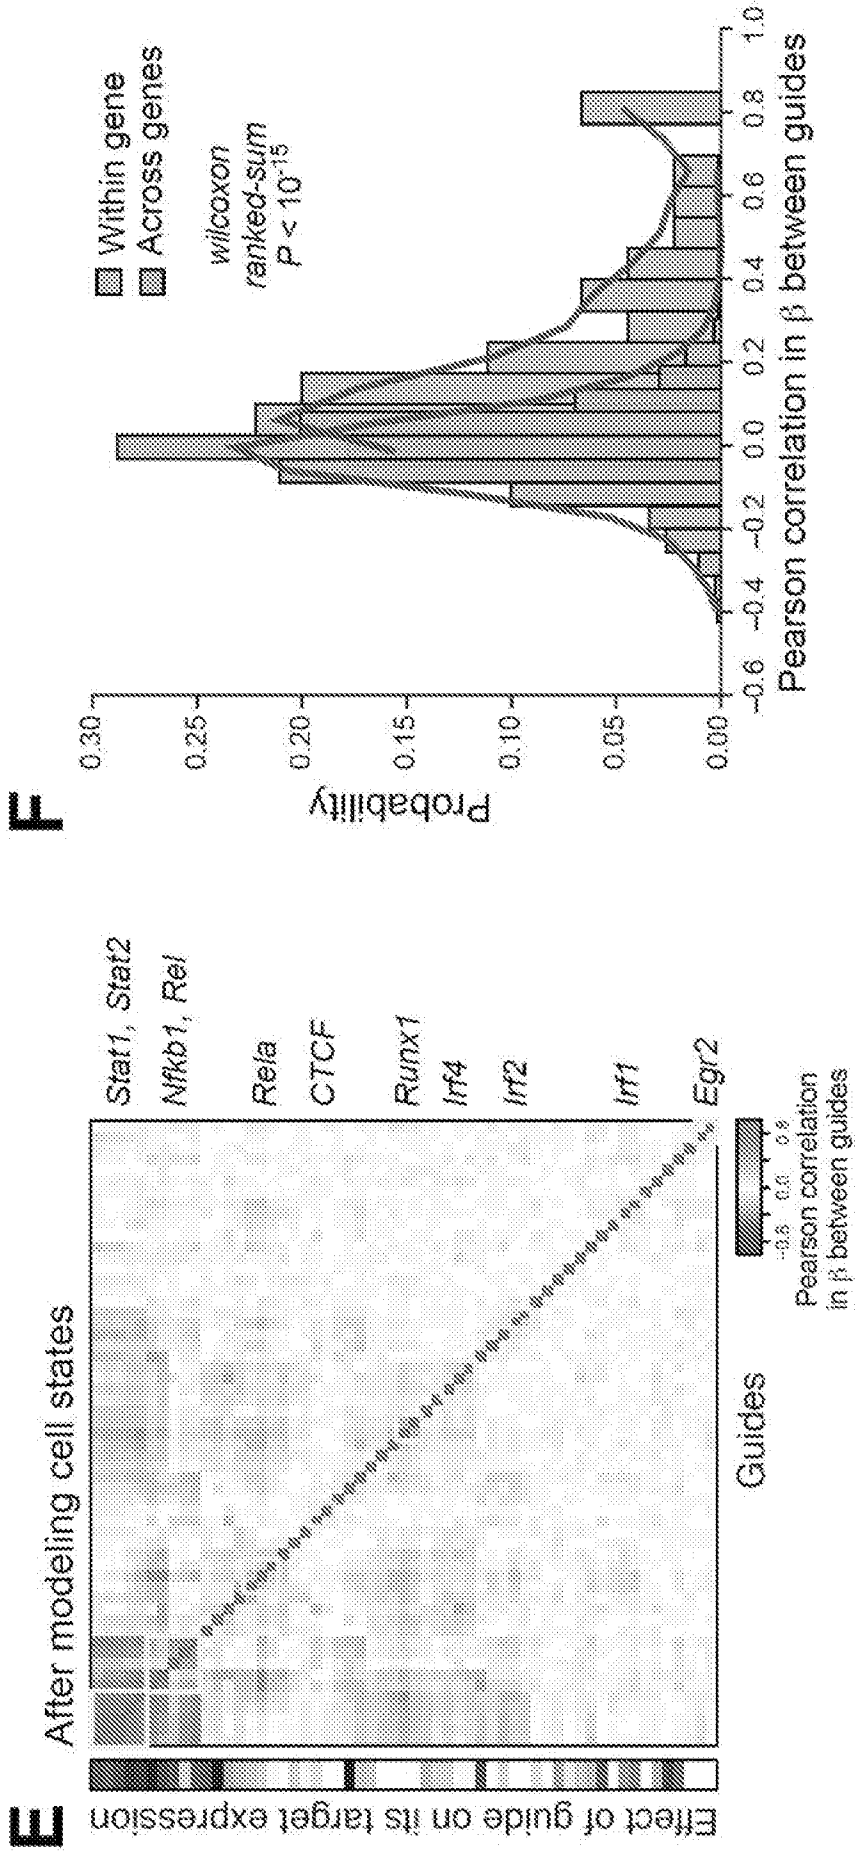 E
After modeling cell states
Effect of guide on its target expression
Stat1, Stat2
Nfkb1, Rel
Rela
CTCF
Runx1
Irf4
Irf2
Irf1
Egr2
Guides
Pearson correlation
in β between guides
F
Within gene
Across genes
wilcoxon
ranked-sum
P < 10⁻¹⁵
Probability
0.30
0.25
0.20
0.15
0.10
0.05
0.00
−0.6 −0.4 −0.2 0.0 0.2 0.4 0.6 0.8 1.0
Pearson correlation in β between guides